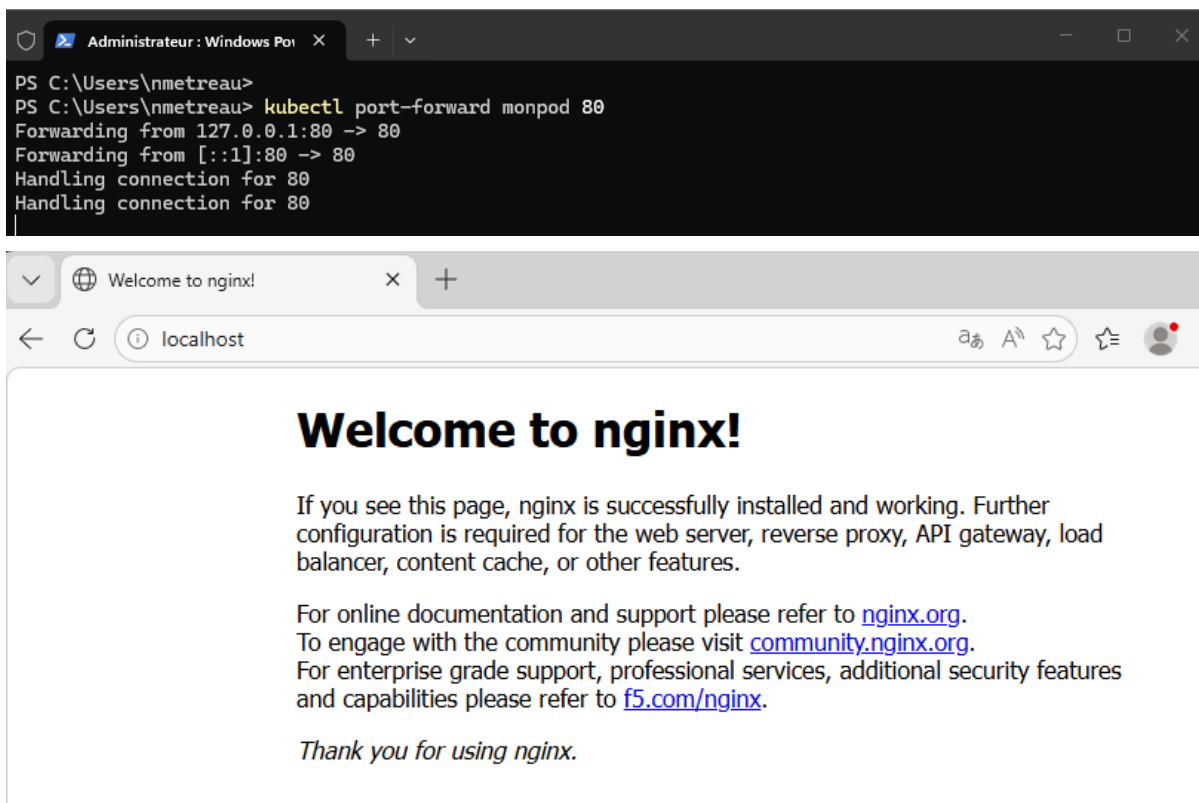 Administrateur : Windows Pow
PS C:\Users\nmetreau>
PS C:\Users\nmetreau> kubectl port-forward monpod 80
Forwarding from 127.0.0.1:80 -> 80
Forwarding from [::1]:80 -> 80
Handling connection for 80
Handling connection for 80
Welcome to nginx!
localhost
Welcome to nginx!
If you see this page, nginx is successfully installed and working. Further
configuration is required for the web server, reverse proxy, API gateway, load
balancer, content cache, or other features.
For online documentation and support please refer to nginx.org.
To engage with the community please visit community.nginx.org.
For enterprise grade support, professional services, additional security features
and capabilities please refer to f5.com/nginx.
Thank you for using nginx.